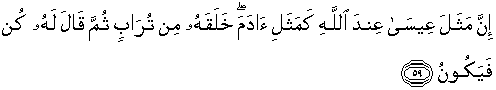 إِنَّ مَثَلَ عِيسَىٰ عِندَ ٱللَّهِ كَمَثَلِ ءَادَمَ ۖ خَلَقَهُۥ مِن تُرَابٍ ثُمَّ قَالَ لَهُۥ كُن
فَيَكُونُ ﴿٥٩﴾